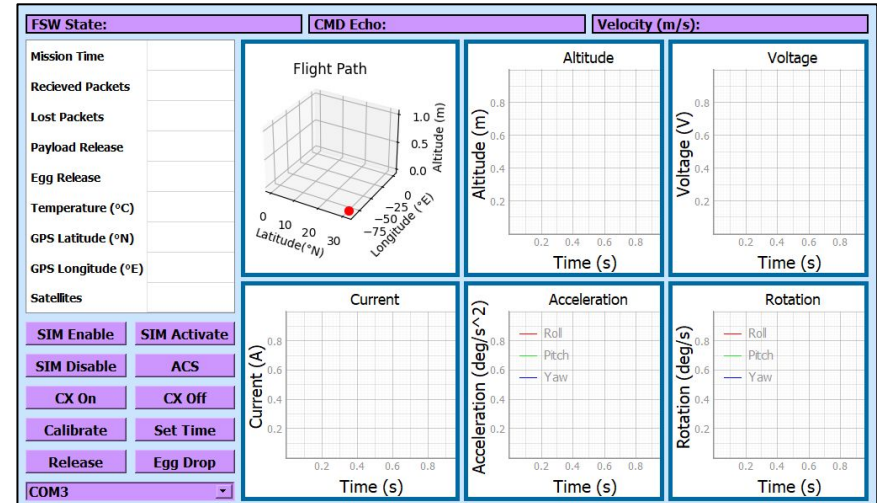 FSW State:
CMD Echo:
Velocity (m/s):
Mission Time
Recieved Packets
Lost Packets
Payload Release
Egg Release
Temperature (°C)
GPS Latitude (°N)
GPS Longitude (°E)
Satellites
SIM Enable
SIM Activate
SIM Disable
ACS
CX On
CX Off
Calibrate
Set Time
Release
Egg Drop
COM3
Flight Path
1.0
0.5
0.0
Altitude (m)
0
−25
−50
−75
Longitude (°E)
0
10
20
30
Latitude(°N)
Altitude
Altitude (m)
0.8
0.6
0.4
0.2
0.2 0.4 0.6 0.8
Time (s)
Voltage
Voltage (V)
0.8
0.6
0.4
0.2
0.2 0.4 0.6 0.8
Time (s)
Current
Current (A)
0.8
0.6
0.4
0.2
0.2 0.4 0.6 0.8
Time (s)
Acceleration
Acceleration (deg/s^2)
0.8
0.6
0.4
0.2
Roll
Pitch
Yaw
0.2 0.4 0.6 0.8
Time (s)
Rotation
Rotation (deg/s)
0.8
0.6
0.4
0.2
Roll
Pitch
Yaw
0.2 0.4 0.6 0.8
Time (s)